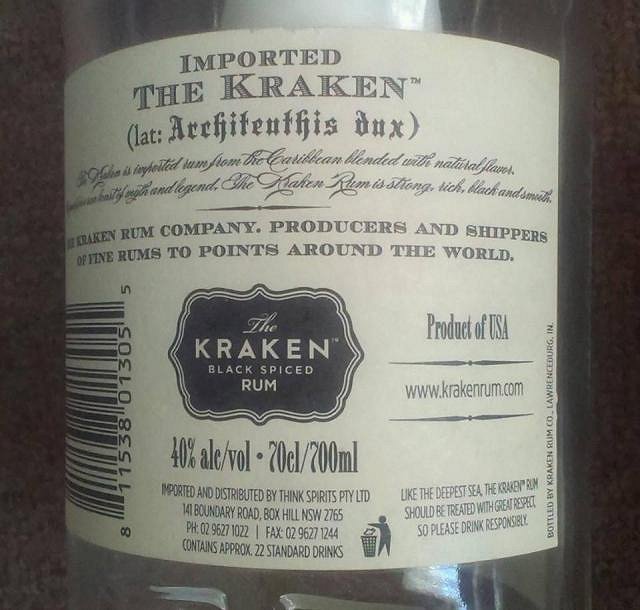 IMPORTED
THE KRAKEN™
(lat: Architeuthis dux)
The Kraken is imported rum from the Caribbean blended with natural flavor.
sea beast of myth and legend, The Kraken Rum is strong, rich, black and smooth.
KRAKEN RUM COMPANY. PRODUCERS AND SHIPPERS
OF FINE RUMS TO POINTS AROUND THE WORLD.
8 11538 01305 5
The
KRAKEN™
BLACK SPICED
RUM
40% alc/vol • 70cl/700ml
IMPORTED AND DISTRIBUTED BY THINK SPIRITS PTY LTD
141 BOUNDARY ROAD, BOX HILL NSW 2765
PH: 02 9627 1022 | FAX: 02 9627 1244
CONTAINS APPROX. 22 STANDARD DRINKS
Product of USA
www.krakenrum.com
LIKE THE DEEPEST SEA, THE KRAKEN™ RUM
SHOULD BE TREATED WITH GREAT RESPECT,
SO PLEASE DRINK RESPONSIBLY.
BOTTLED BY KRAKEN RUM CO., LAWRENCEBURG, IN.